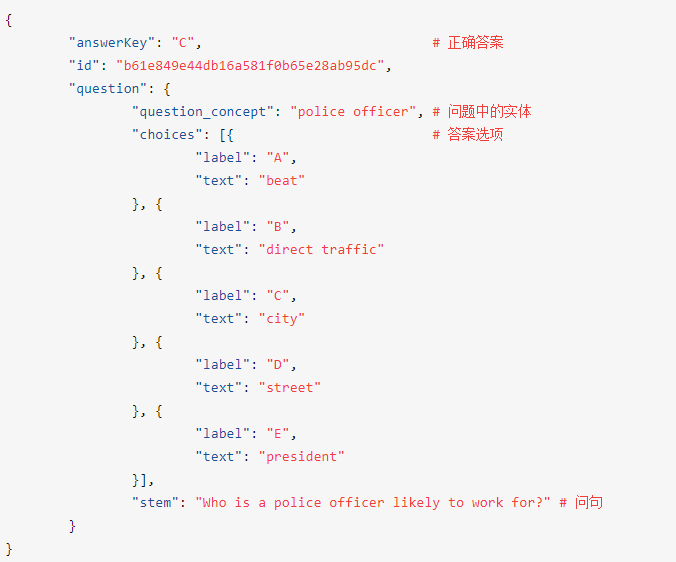 {
"answerKey": "C", # 正确答案
"id": "b61e849e44db16a581f0b65e28ab95dc",
"question": {
"question_concept": "police officer", # 问题中的实体
"choices": [{ # 答案选项
"label": "A",
"text": "beat"
}, {
"label": "B",
"text": "direct traffic"
}, {
"label": "C",
"text": "city"
}, {
"label": "D",
"text": "street"
}, {
"label": "E",
"text": "president"
}],
"stem": "Who is a police officer likely to work for?" # 问句
}
}